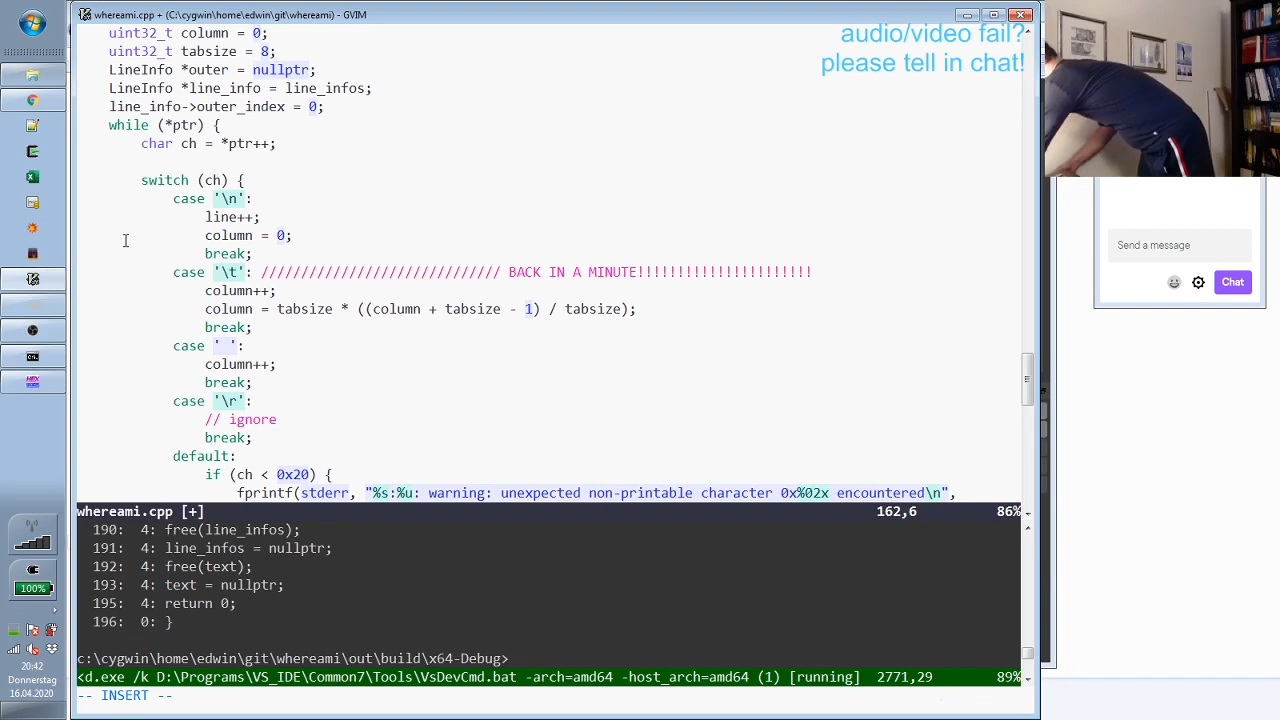 whereami.cpp + (C:\cygwin\home\edwin\git\whereami) - GVIM
audio/video fail?
please tell in chat!
uint32_t column = 0;
uint32_t tabsize = 8;
LineInfo *outer = nullptr;
LineInfo *line_info = line_infos;
line_info->outer_index = 0;
while (*ptr) {
char ch = *ptr++;
switch (ch) {
case '\n':
line++;
column = 0;
break;
case '\t': ////////////////////////////// BACK IN A MINUTE!!!!!!!!!!!!!!!!!!!!!!
column++;
column = tabsize * ((column + tabsize - 1) / tabsize);
break;
case ' ':
column++;
break;
case '\r':
// ignore
break;
default:
if (ch < 0x20) {
fprintf(stderr, "%s:%u: warning: unexpected non-printable character 0x%02x encountered\n",
whereami.cpp [+] 162,6 86%
190: 4: free(line_infos);
191: 4: line_infos = nullptr;
192: 4: free(text);
193: 4: text = nullptr;
195: 4: return 0;
196: 0: }
c:\cygwin\home\edwin\git\whereami\out\build\x64-Debug>
<d.exe /k D:\Programs\VS_IDE\Common7\Tools\VsDevCmd.bat -arch=amd64 -host_arch=amd64 (1) [running] 2771,29 89%
-- INSERT --
Send a message
Chat
HEX
100%
20:42
Donnerstag
16.04.2020